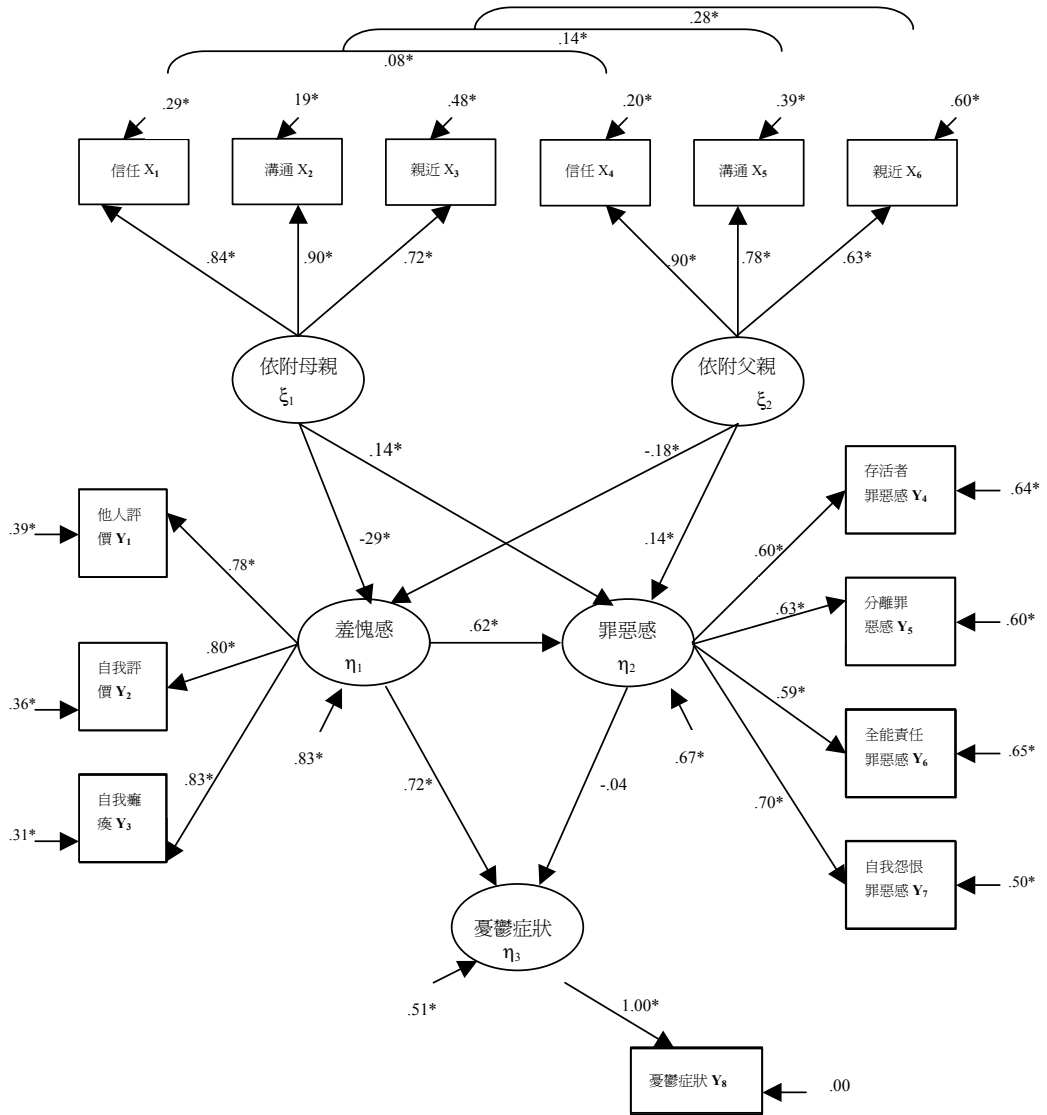 .28*
.14*
.08*
.29*
19*
.48*
.20*
.39*
.60*
信任 X1
溝通 X2
親近 X3
信任 X4
溝通 X5
親近 X6
.84*
.90*
.72*
.90*
.78*
.63*
依附母親
ξ1
依附父親
ξ2
.14*
-.18*
存活者
罪惡感 Y4
.64*
他人評
價 Y1
.39*
.78*
-29*
.14*
.60*
分離罪
惡感 Y5
.60*
.63*
羞愧感
η1
.62*
罪惡感
η2
自我評
價 Y2
.36*
.80*
.59*
全能責任
罪惡感 Y6
.65*
.83*
.67*
自我癱
瘓 Y3
.31*
.83*
.72*
-.04
.70*
自我怨恨
罪惡感 Y7
.50*
憂鬱症狀
η3
.51*
1.00*
憂鬱症狀 Y8
.00